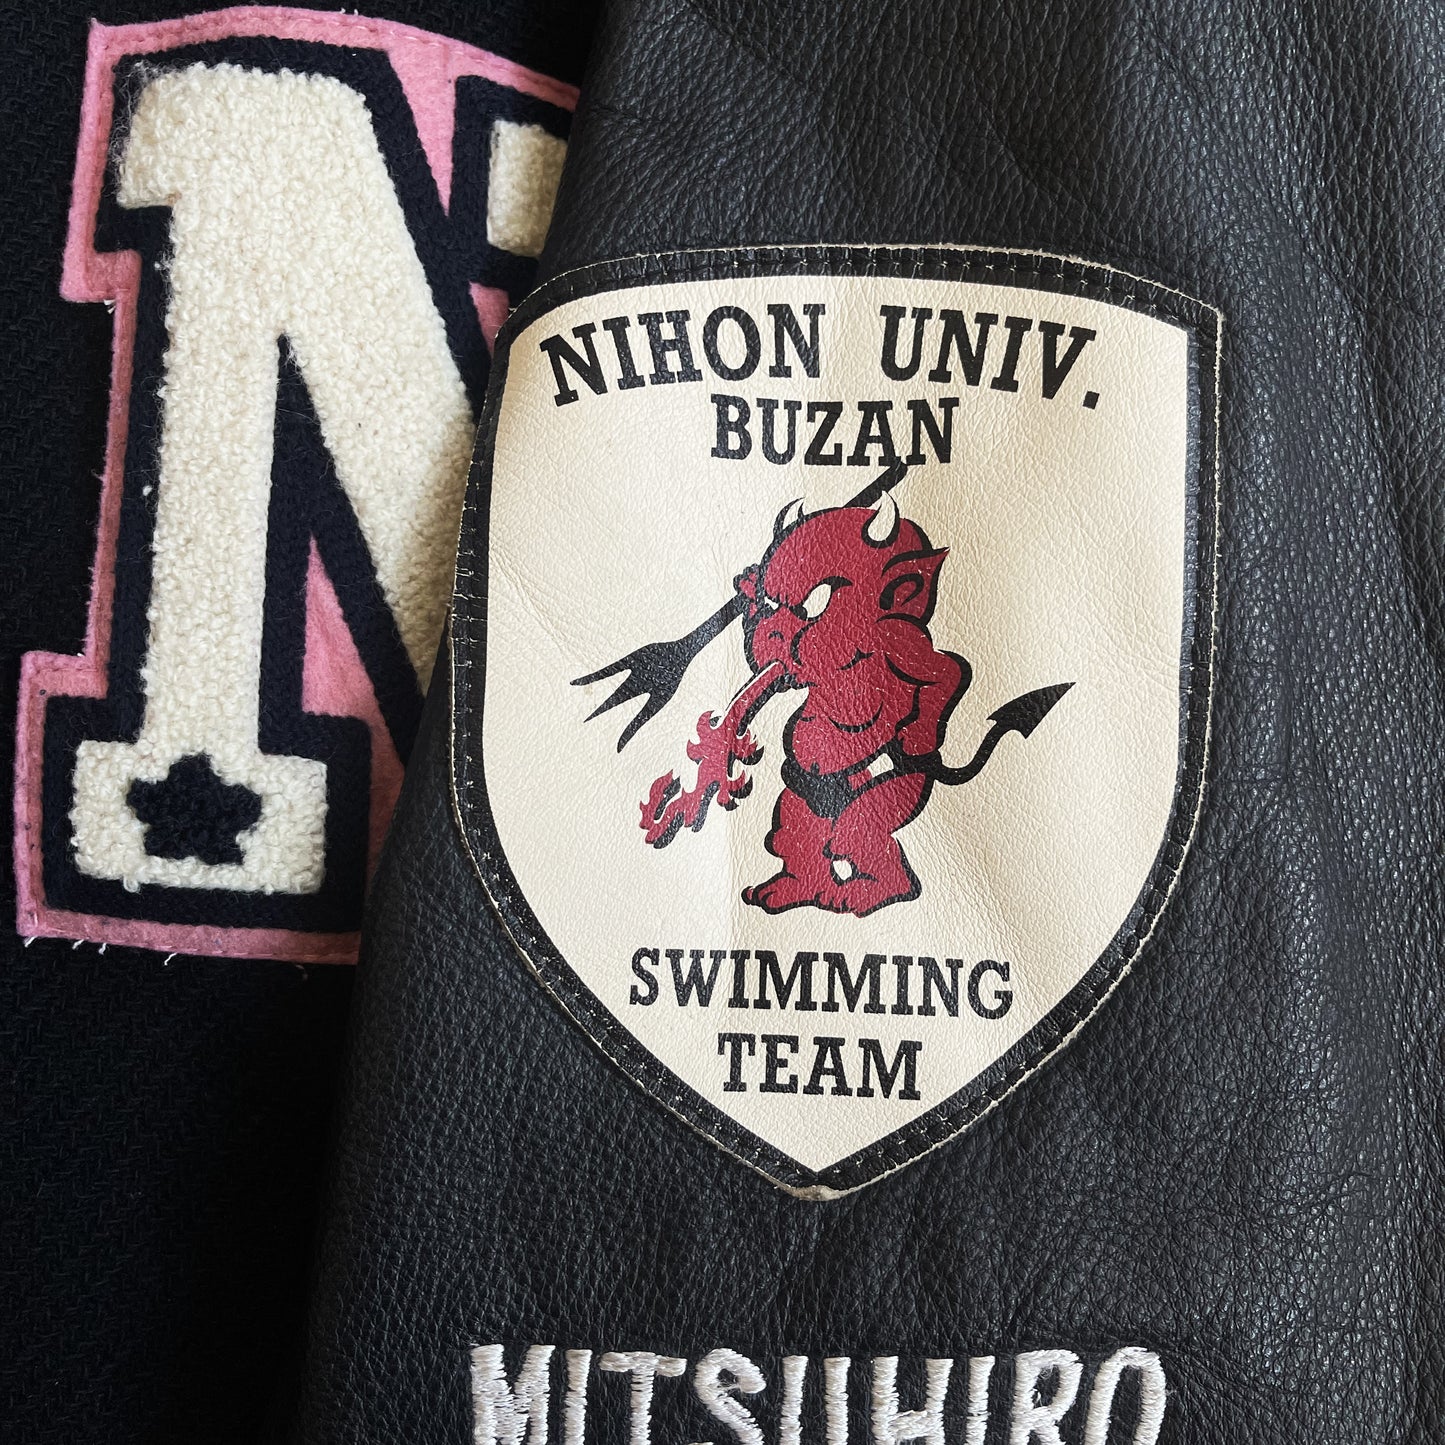 N
NIHON UNIV.
BUZAN
SWIMMING
TEAM
MITSUHIRO